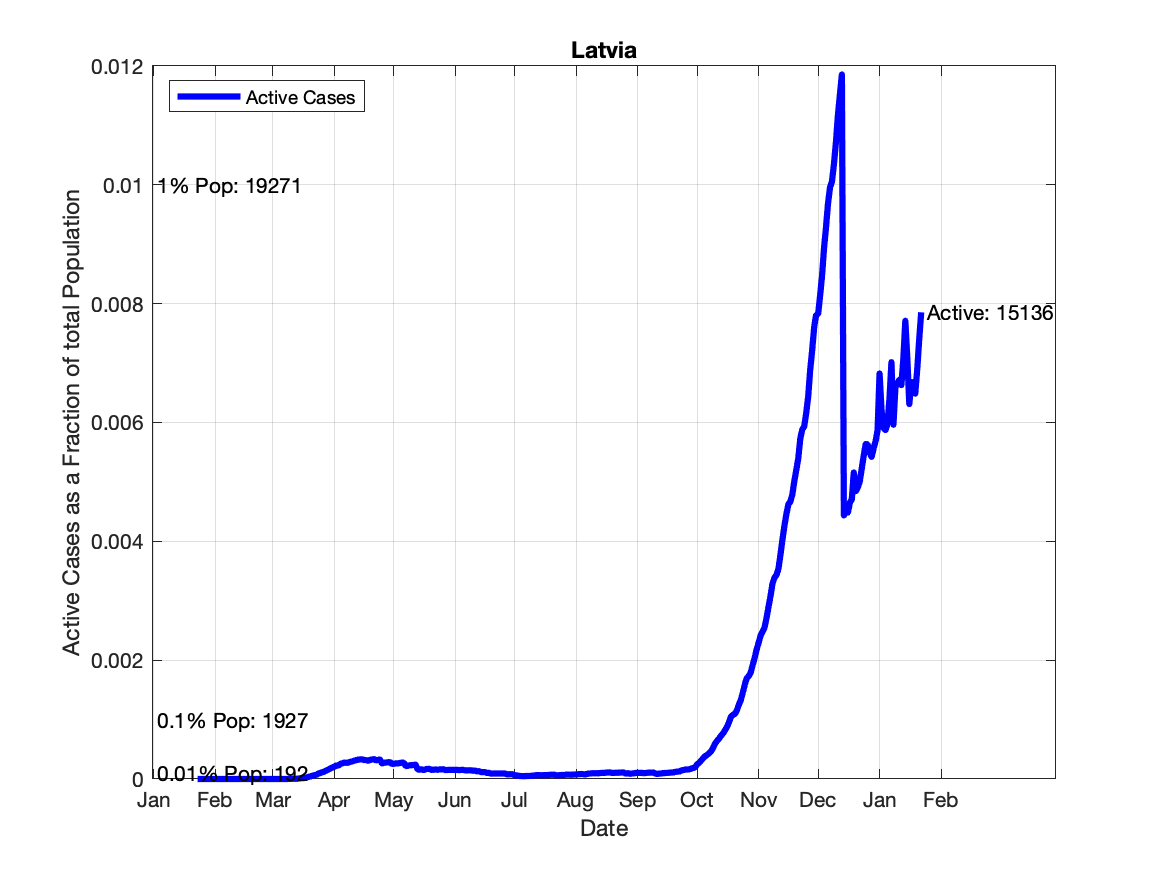 Latvia
0.012
Active Cases
0.01
1% Pop: 19271
0.008
Active: 15136
0.006
0.004
0.002
0.1% Pop: 1927
0.01% Pop: 192
0
Jan Feb Mar Apr May Jun Jul Aug Sep Oct Nov Dec Jan Feb
Date
Active Cases as a Fraction of total Population